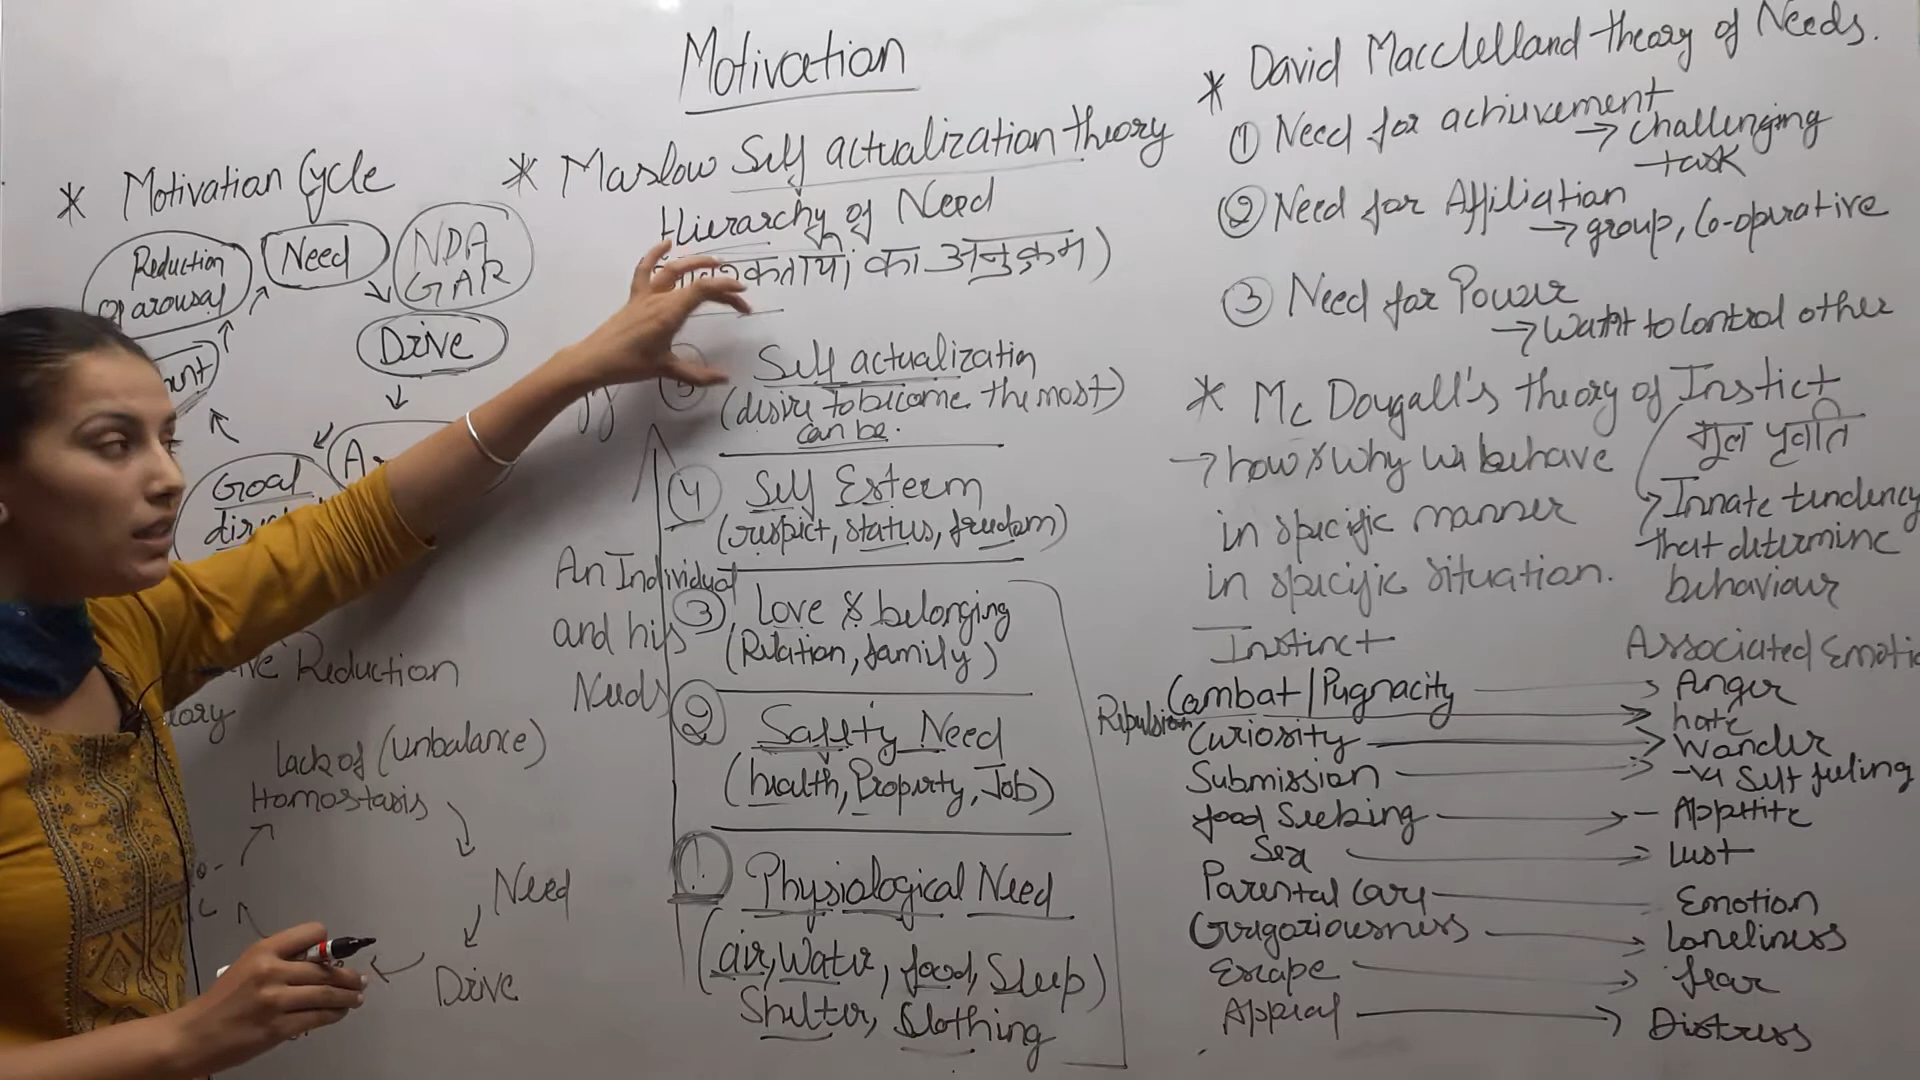 Motivation
* Motivation Cycle
Need
NDA
GAR
Drive
Reduction
of arousal
Goal
Reduction
Lack of (Unbalance)
Homostasis
Need
Drive
* Maslow Self actualization theory
Hierarchy of Need
का अनुक्रम)
5 Self actualization
(desire to become the most)
can be.
4 Self Esteem
(respect, status, freedom)
An Individual
and his
Needs
3 Love & belonging
(Relation, family)
2 Safety Need
(health, Property, Job)
1 Physiological Need
(air, Water, food, Sleep)
Shelter, Clothing
* David Macclelland theory of Needs.
1 Need for achievement
→ Challenging
task
2 Need for Affiliation
→ group, Co-operative
3 Need for Power
→ Want to Control other
* Mc Dougall's theory of Instict
मूल प्रवृति
→ how & why we behave
in specific manner
in specific situation.
→ Innate tendency
that determine
behaviour
Instinct Associated Emotio
Combat/Pugnacity → Anger
Repulsion → hate
Curiosity → Wonder
Submission → -ve Self feeling
food Seeking → - Appetite
Sex → Lust
Parental Care — Emotion
Gregariousness → Loneliness
Escape → fear
Appeal → Distress